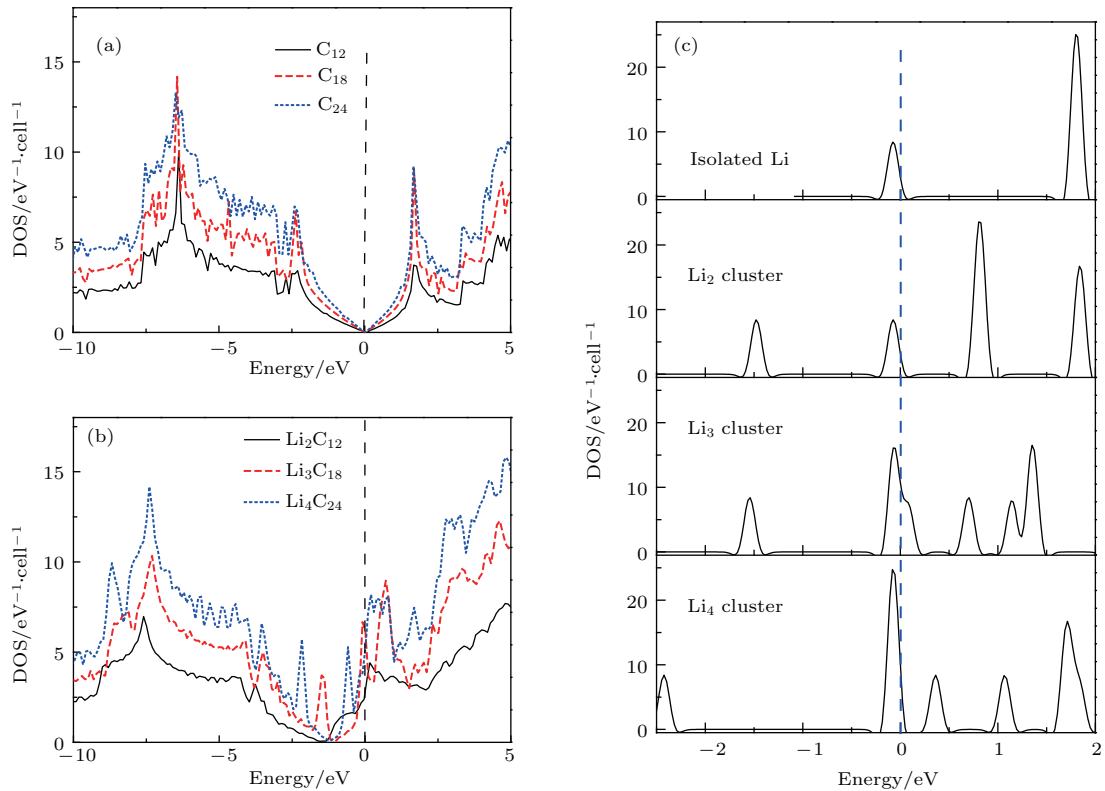 (a)
C₁₂
C₁₈
C₂₄
DOS/eV⁻¹·cell⁻¹
15
10
5
0
−10
−5
0
5
Energy/eV
(b)
Li₂C₁₂
Li₃C₁₈
Li₄C₂₄
DOS/eV⁻¹·cell⁻¹
15
10
5
0
−10
−5
0
5
Energy/eV
(c)
20
10
0
Isolated Li
20
10
0
Li₂ cluster
20
10
0
Li₃ cluster
20
10
0
Li₄ cluster
DOS/eV⁻¹·cell⁻¹
−2
−1
0
1
2
Energy/eV